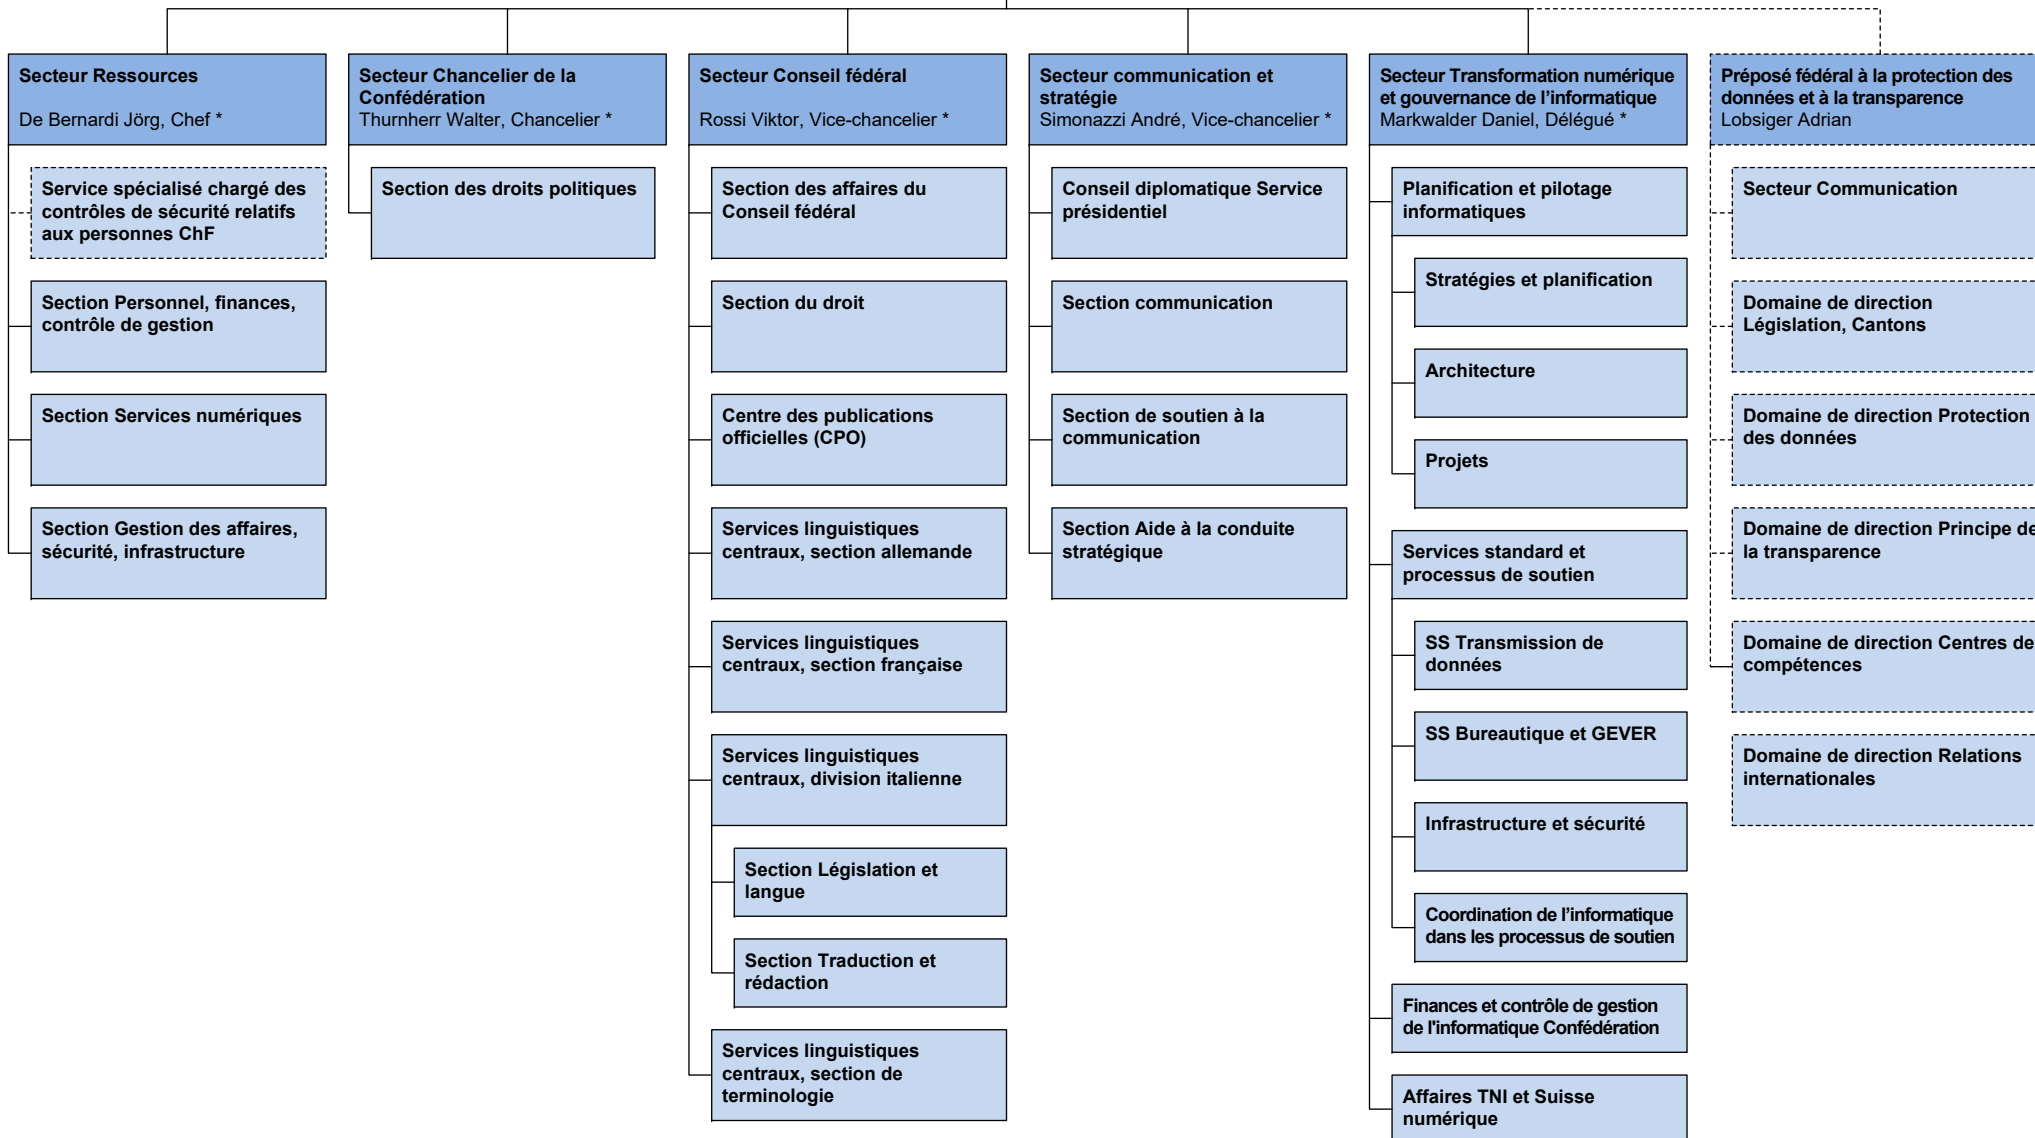 Secteur Ressources
De Bernardi Jörg, Chef *
Service spécialisé chargé des
contrôles de sécurité relatifs
aux personnes ChF
Section Personnel, finances,
contrôle de gestion
Section Services numériques
Section Gestion des affaires,
sécurité, infrastructure
Secteur Chancelier de la
Confédération
Thurnherr Walter, Chancelier *
Section des droits politiques
Secteur Conseil fédéral
Rossi Viktor, Vice-chancelier *
Section des affaires du
Conseil fédéral
Section du droit
Centre des publications
officielles (CPO)
Services linguistiques
centraux, section allemande
Services linguistiques
centraux, section française
Services linguistiques
centraux, division italienne
Section Législation et
langue
Section Traduction et
rédaction
Services linguistiques
centraux, section de
terminologie
Secteur communication et
stratégie
Simonazzi André, Vice-chancelier *
Conseil diplomatique Service
présidentiel
Section communication
Section de soutien à la
communication
Section Aide à la conduite
stratégique
Secteur Transformation numérique
et gouvernance de l’informatique
Markwalder Daniel, Délégué *
Planification et pilotage
informatiques
Stratégies et planification
Architecture
Projets
Services standard et
processus de soutien
SS Transmission de
données
SS Bureautique et GEVER
Infrastructure et sécurité
Coordination de l’informatique
dans les processus de soutien
Finances et contrôle de gestion
de l'informatique Confédération
Affaires TNI et Suisse
numérique
Préposé fédéral à la protection des
données et à la transparence
Lobsiger Adrian
Secteur Communication
Domaine de direction
Législation, Cantons
Domaine de direction Protection
des données
Domaine de direction Principe de
la transparence
Domaine de direction Centres de
compétences
Domaine de direction Relations
internationales